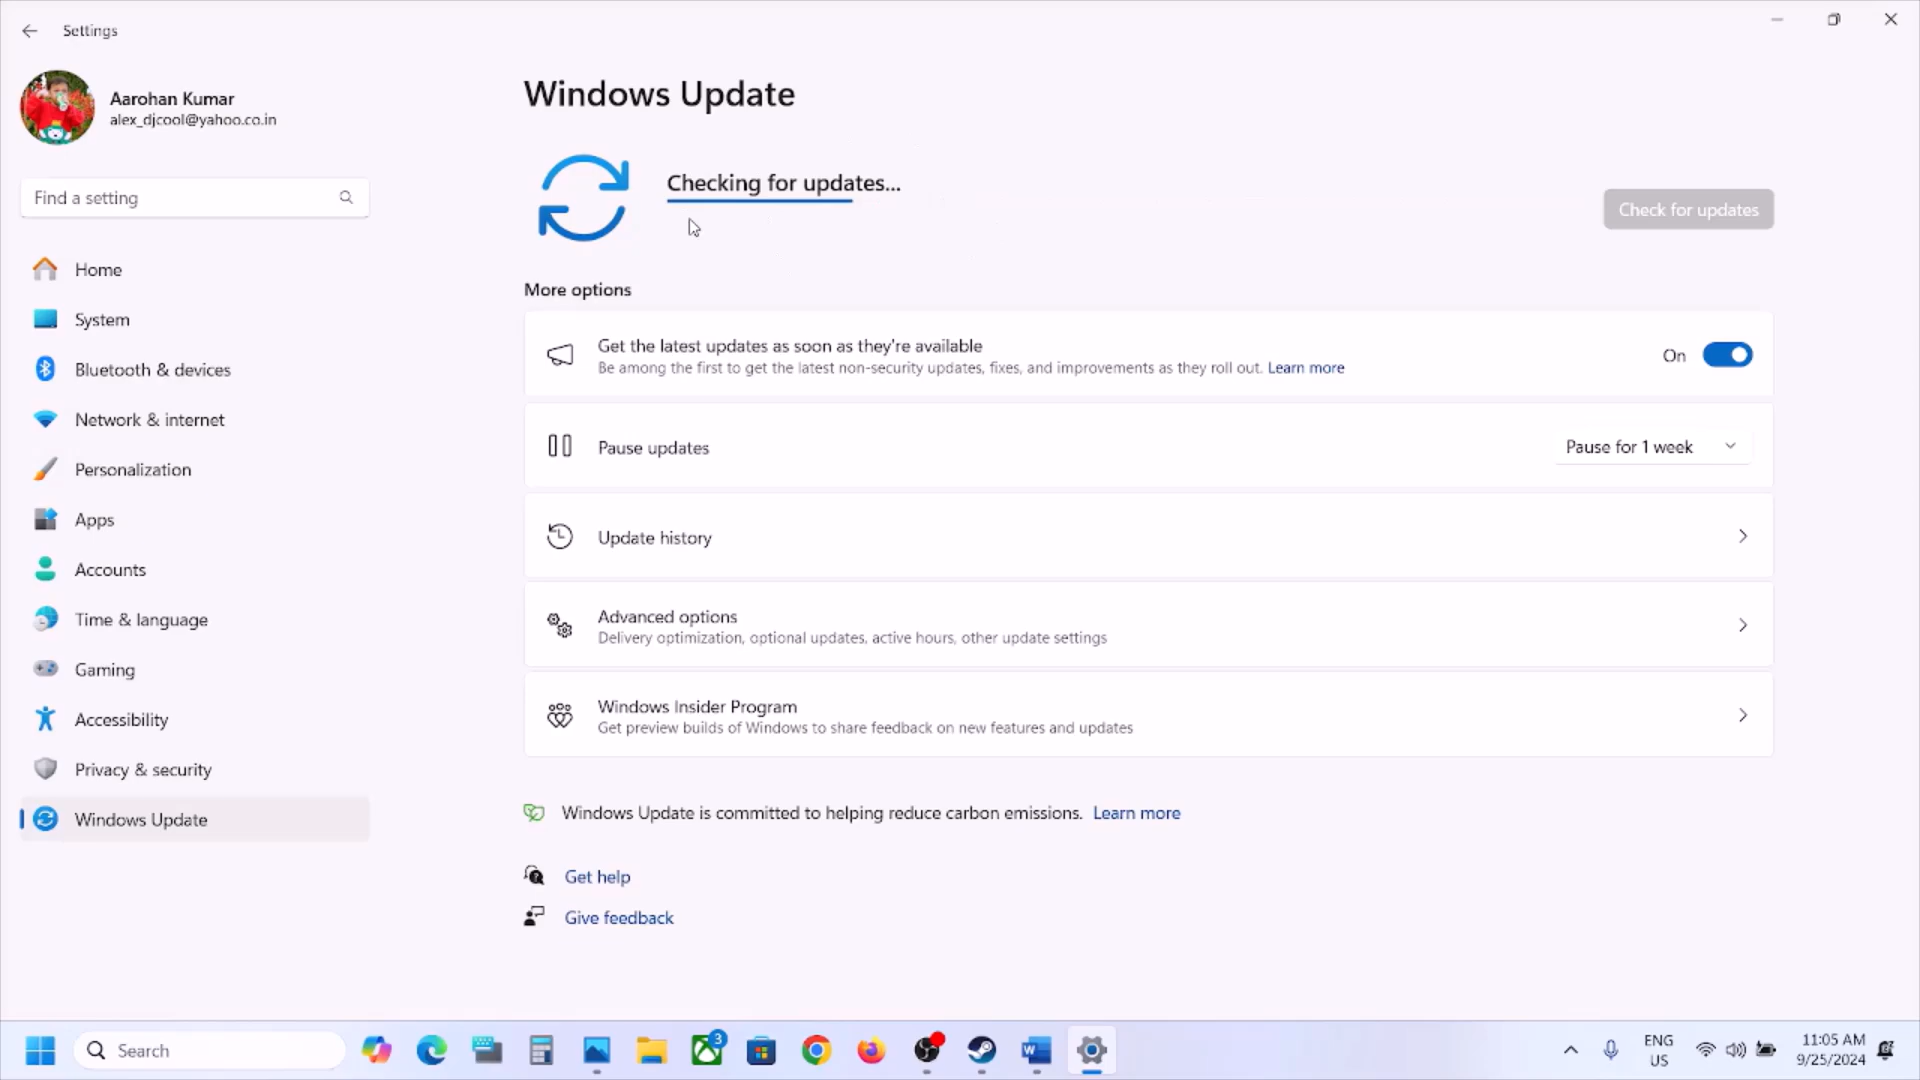 Settings
Aarohan Kumar
alex_djcool@yahoo.co.in
Find a setting
Home
System
Bluetooth & devices
Network & internet
Personalization
Apps
Accounts
Time & language
Gaming
Accessibility
Privacy & security
Windows Update
Windows Update
Checking for updates...
Check for updates
More options
Get the latest updates as soon as they're available
Be among the first to get the latest non-security updates, fixes, and improvements as they roll out. Learn more
On
Pause updates
Pause for 1 week
Update history
Advanced options
Delivery optimization, optional updates, active hours, other update settings
Windows Insider Program
Get preview builds of Windows to share feedback on new features and updates
Windows Update is committed to helping reduce carbon emissions. Learn more
Get help
Give feedback
Search
3
ENG
US
11:05 AM
9/25/2024